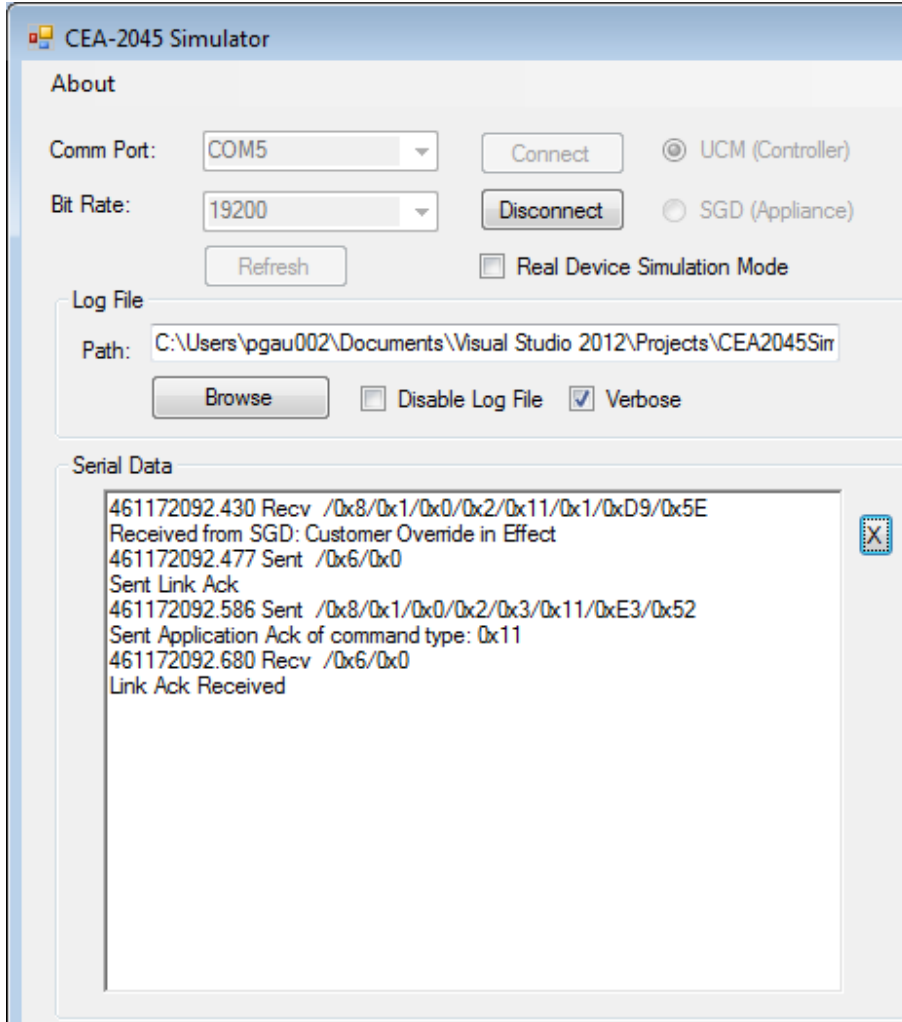 CEA-2045 Simulator
About
Comm Port: COM5 Connect UCM (Controller)
Bit Rate: 19200 Disconnect SGD (Appliance)
Refresh Real Device Simulation Mode
Log File
Path: C:\Users\pgau002\Documents\Visual Studio 2012\Projects\CEA2045Sim
Browse Disable Log File Verbose
Serial Data
461172092.430 Recv /0x8/0x1/0x0/0x2/0x11/0x1/0xD9/0x5E
Received from SGD: Customer Override in Effect
461172092.477 Sent /0x6/0x0
Sent Link Ack
461172092.586 Sent /0x8/0x1/0x0/0x2/0x3/0x11/0xE3/0x52
Sent Application Ack of command type: 0x11
461172092.680 Recv /0x6/0x0
Link Ack Received
X